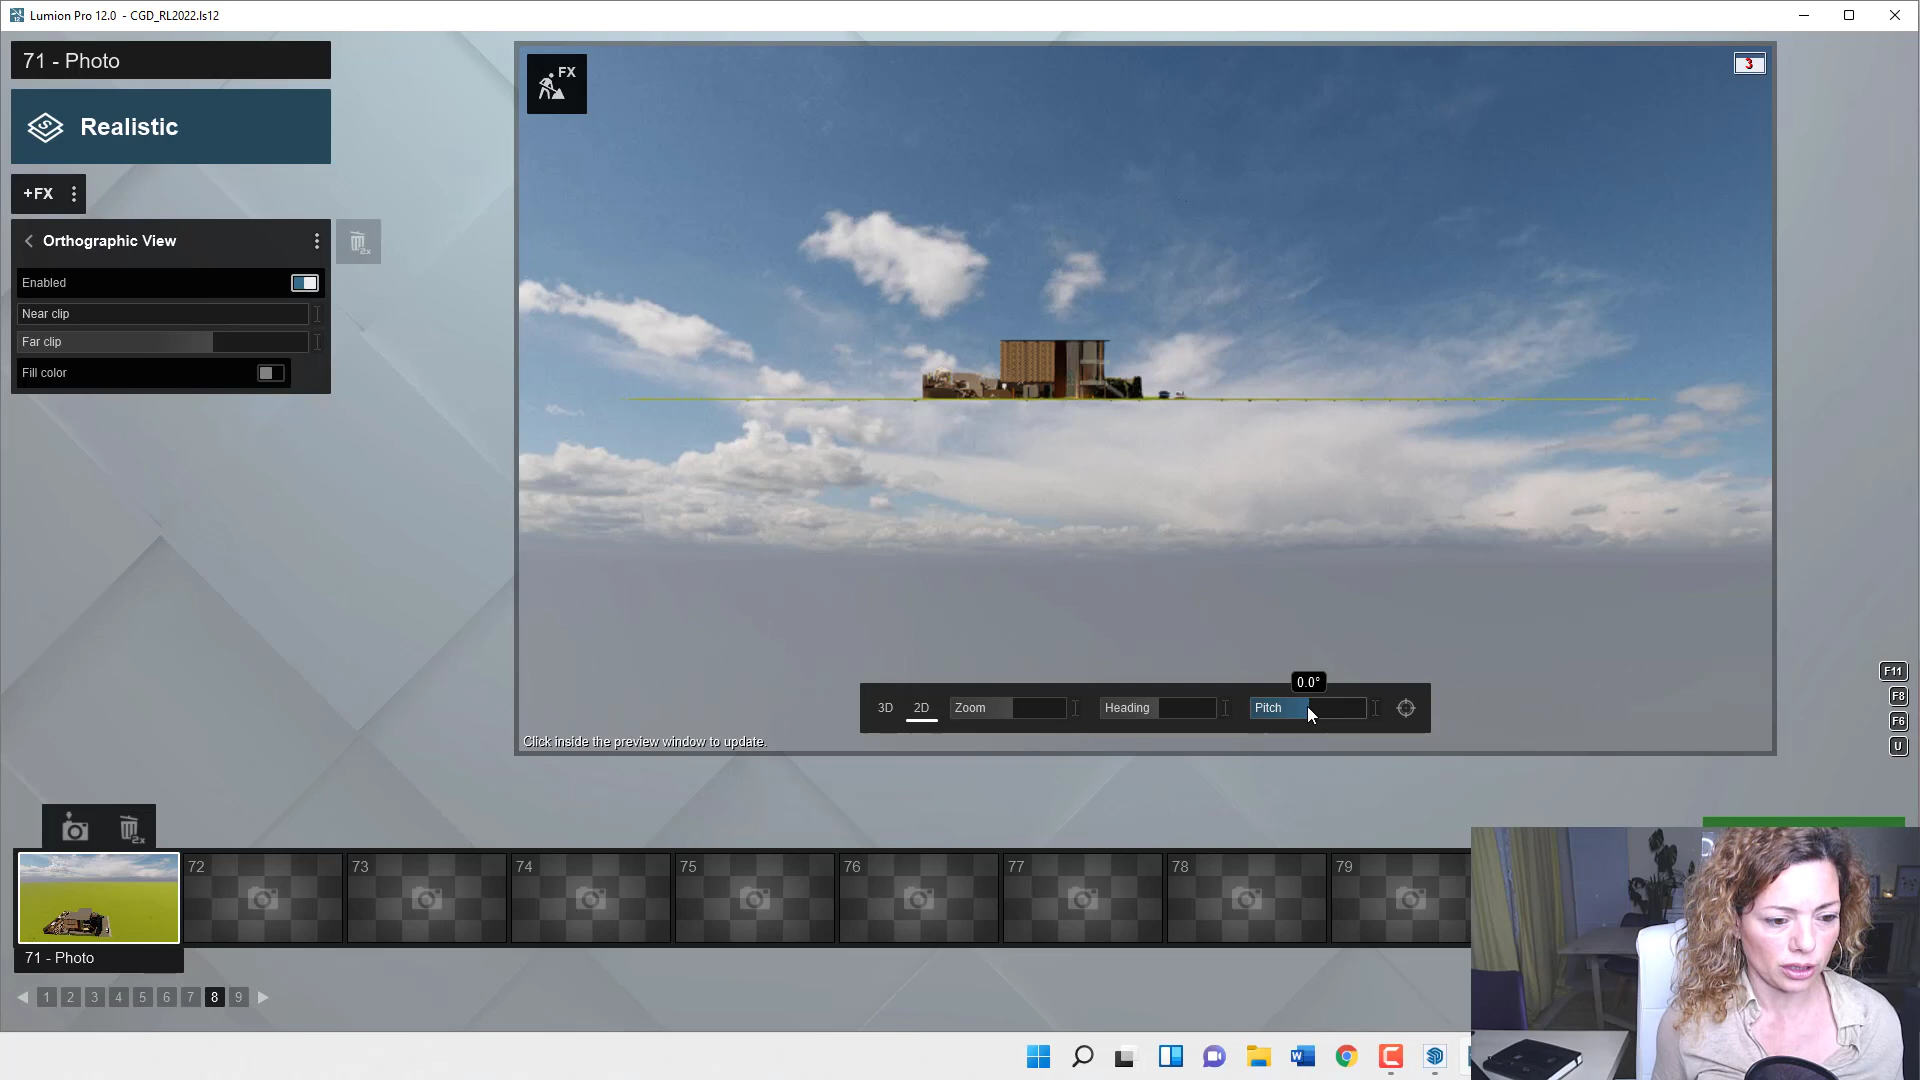 Lumion Pro 12.0 - CGD_RL2022.ls12
71 - Photo
FX
3
Realistic
+FX
Orthographic View
2x
Enabled
Near clip
Far clip
Fill color
0.0°
3D 2D Zoom Heading Pitch
Click inside the preview window to update.
F11
F8
F6
U
2x
72 73 74 75 76 77 78 79
71 - Photo
1 2 3 4 5 6 7 8 9